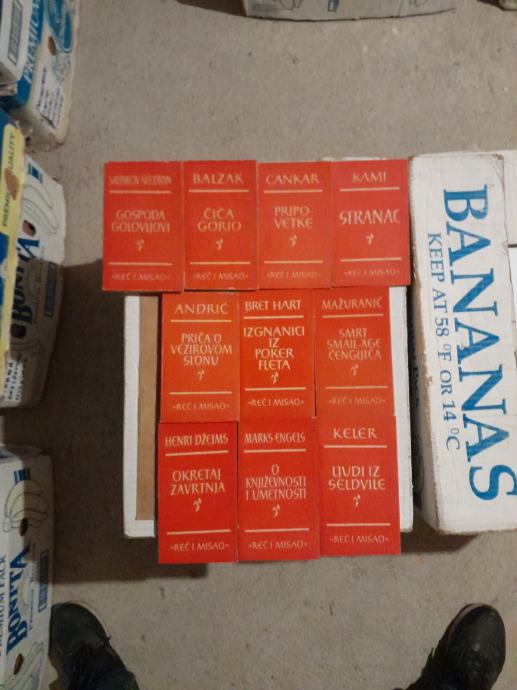 SALTIKOV ŠČEDRIN
GOSPODA
GOLOVLJOVI
»REČ I MISAO«
BALZAK
ČIČA
GORIO
»REČ I MISAO«
CANKAR
PRIPO-
VETKE
»REČ I MISAO«
KAMI
STRANAC
»REČ I MISAO«
ANDRIĆ
PRIČA O
VEZIROVOM
SLONU
»REČ I MISAO«
BRET HART
IZGNANICI
IZ
POKER
FLETA
»REČ I MISAO«
MAŽURANIĆ
SMRT
SMAIL-AGE
ČENGIJIĆA
»REČ I MISAO«
HENRI DŽEJMS
OKRETAJ
ZAVRTNJA
»REČ I MISAO«
MARKS-ENGELS
O
KNJIŽEVNOSTI
I UMETNOSTI
»REČ I MISAO«
KELER
LJUDI IZ
SELDVILE
»REČ I MISAO«
BANANAS
KEEP AT 58 °F OR 14 °C
BONITA
PREMIUM PACK